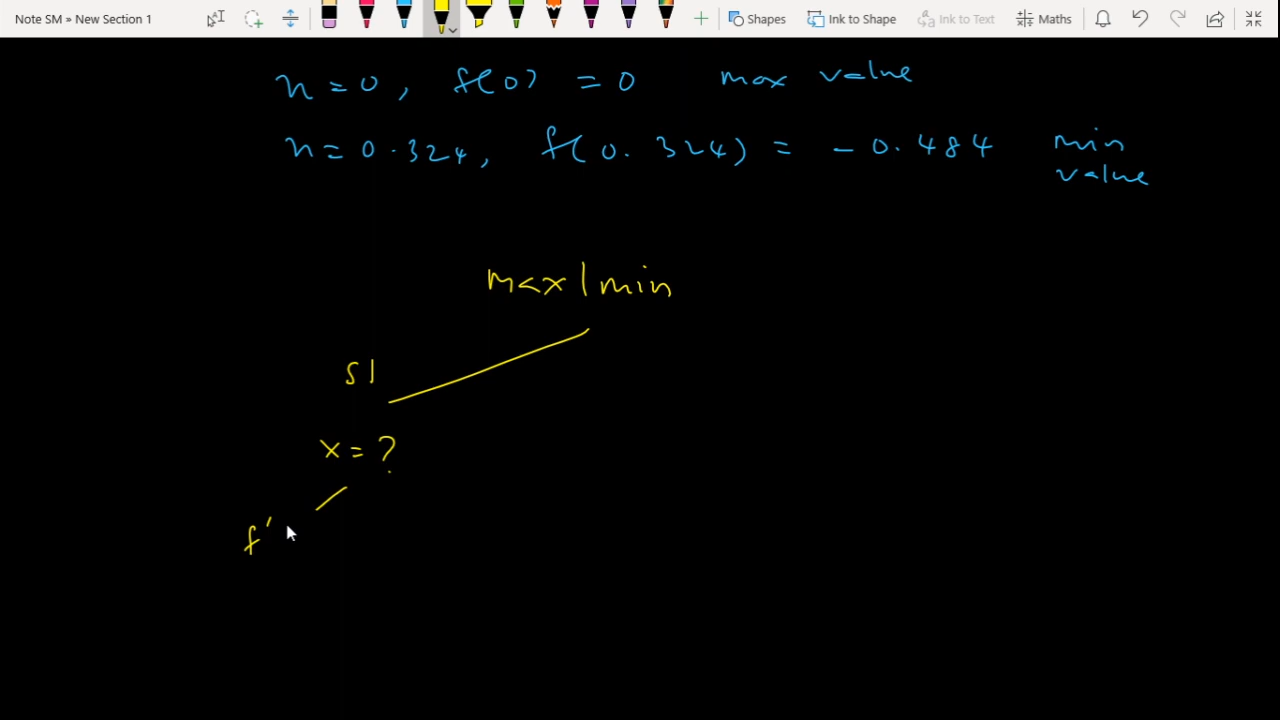 Note SM » New Section 1 Shapes Ink to Shape Ink to Text Maths
x = 0, f(0) = 0 max value
x = 0.324, f(0.324) = -0.484 min value
max/min
S1
x = ?
f'